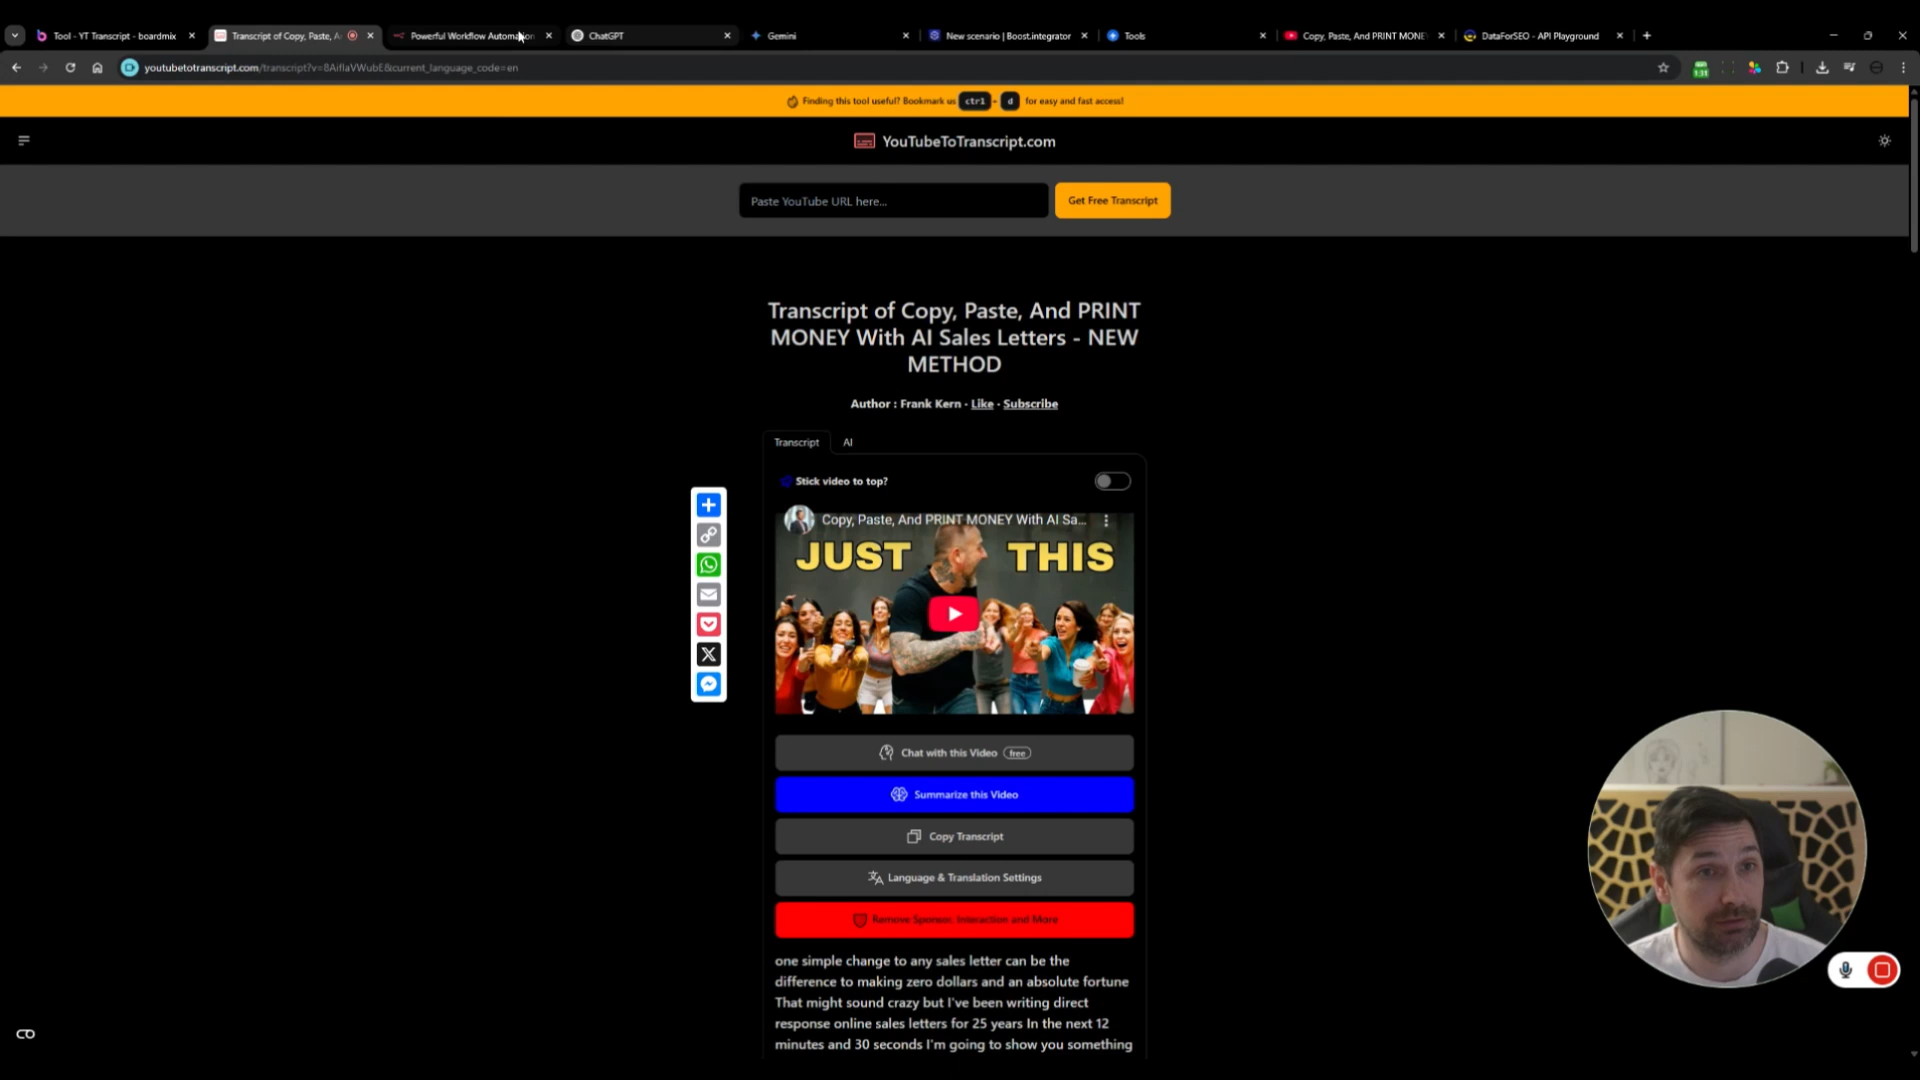 Tool - YT Transcript - boardmix
Transcript of Copy, Paste, A
Powerful Workflow Automation
ChatGPT
Gemini
New scenario | Boost.integrator
Tools
Copy, Paste, And PRINT MONE
DataForSEO - API Playground
youtubetotranscript.com/transcript?v=8AiflaVWubE&current_language_code=en
1:31
Finding this tool useful? Bookmark us ctrl + d for easy and fast access!
YouTubeToTranscript.com
Paste YouTube URL here...
Get Free Transcript
Transcript of Copy, Paste, And PRINT
MONEY With AI Sales Letters - NEW
METHOD
Author : Frank Kern - Like - Subscribe
Transcript
AI
Stick video to top?
Copy, Paste, And PRINT MONEY With AI Sa...
JUST THIS
Chat with this Video free
Summarize this Video
Copy Transcript
Language & Translation Settings
Remove Sponsor, Interaction and More
one simple change to any sales letter can be the
difference to making zero dollars and an absolute fortune
That might sound crazy but I've been writing direct
response online sales letters for 25 years In the next 12
minutes and 30 seconds I'm going to show you something